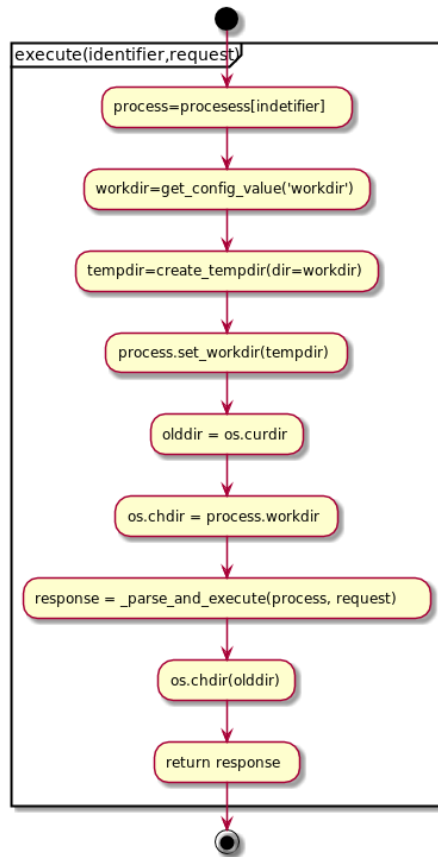 execute(identifier,request)
process=procesess[indetifier]
workdir=get_config_value('workdir')
tempdir=create_tempdir(dir=workdir)
process.set_workdir(tempdir)
olddir = os.curdir
os.chdir = process.workdir
response = _parse_and_execute(process, request)
os.chdir(olddir)
return response